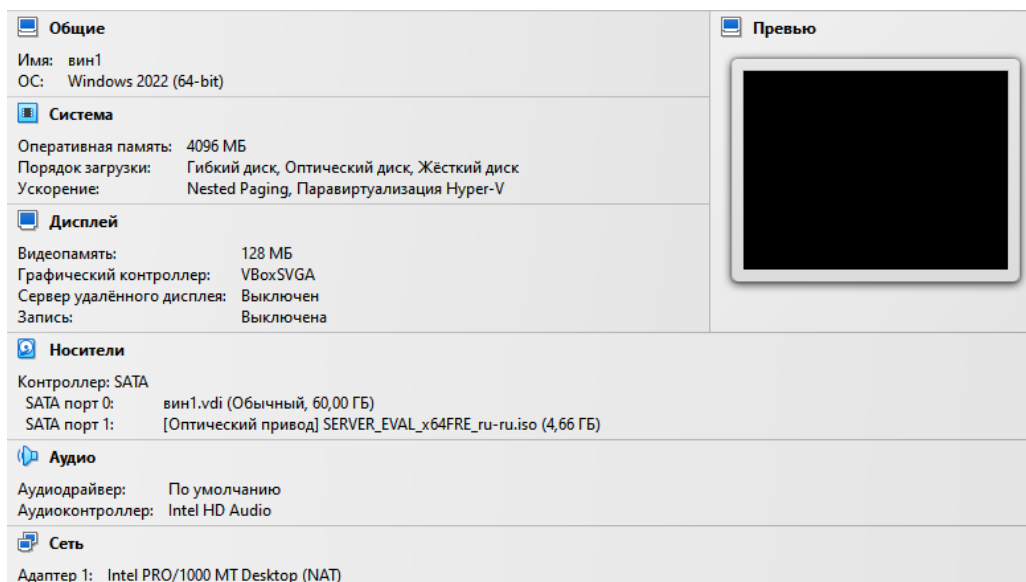 Общие
Имя: вин1
ОС: Windows 2022 (64-bit)
Система
Оперативная память: 4096 МБ
Порядок загрузки: Гибкий диск, Оптический диск, Жёсткий диск
Ускорение: Nested Paging, Паравиртуализация Hyper-V
Дисплей
Видеопамять: 128 МБ
Графический контроллер: VBoxSVGA
Сервер удалённого дисплея: Выключен
Запись: Выключена
Превью
Носители
Контроллер: SATA
SATA порт 0: вин1.vdi (Обычный, 60,00 ГБ)
SATA порт 1: [Оптический привод] SERVER_EVAL_x64FRE_ru-ru.iso (4,66 ГБ)
Аудио
Аудиодрайвер: По умолчанию
Аудиоконтроллер: Intel HD Audio
Сеть
Адаптер 1: Intel PRO/1000 MT Desktop (NAT)